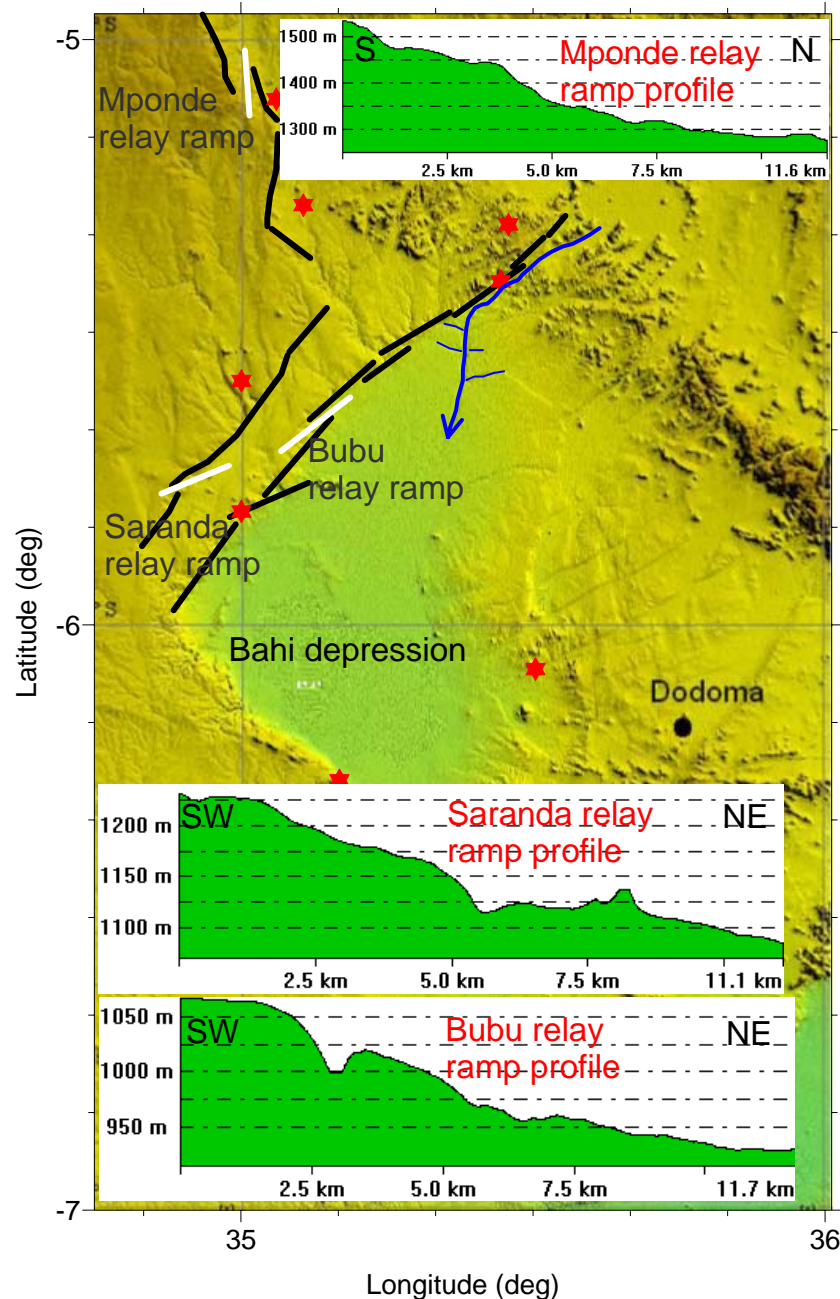 -5
1500 m
1400 m
1300 m
S
Mponde relay
ramp profile
N
2.5 km
5.0 km
7.5 km
11.6 km
Mponde
relay ramp
Bubu
relay ramp
Saranda
relay ramp
S
-6
Latitude (deg)
Bahi depression
Dodoma
1200 m
1150 m
1100 m
SW
Saranda relay
ramp profile
NE
2.5 km
5.0 km
7.5 km
11.1 km
1050 m
1000 m
950 m
SW
Bubu relay
ramp profile
NE
2.5 km
5.0 km
7.5 km
11.7 km
-7
35
36
Longitude (deg)